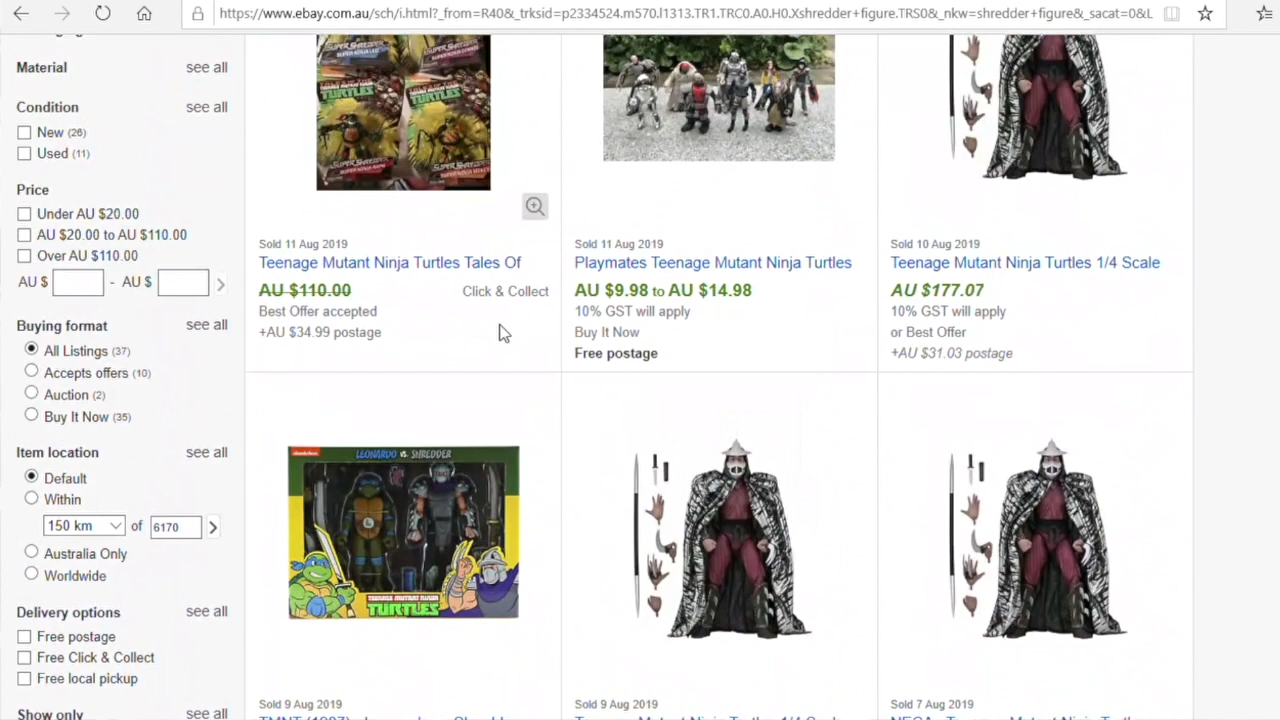 https://www.ebay.com.au/sch/i.html?_from=R40&_trksid=p2334524.m570.l1313.TR1.TRC0.A0.H0.Xshredder+figure.TRS0&_nkw=shredder+figure&_sacat=0&L
Material see all
Condition see all
New (26)
Used (11)
Price
Under AU $20.00
AU $20.00 to AU $110.00
Over AU $110.00
AU $ - AU $
Buying format see all
All Listings (37)
Accepts offers (10)
Auction (2)
Buy It Now (35)
Item location see all
Default
Within
150 km of 6170
Australia Only
Worldwide
Delivery options see all
Free postage
Free Click & Collect
Free local pickup
Show only see all
TURTLES
TURTLES
Sold 11 Aug 2019
Teenage Mutant Ninja Turtles Tales Of
AU $110.00 Click & Collect
Best Offer accepted
+AU $34.99 postage
Sold 11 Aug 2019
Playmates Teenage Mutant Ninja Turtles
AU $9.98 to AU $14.98
10% GST will apply
Buy It Now
Free postage
Sold 10 Aug 2019
Teenage Mutant Ninja Turtles 1/4 Scale
AU $177.07
10% GST will apply
or Best Offer
+AU $31.03 postage
nickelodeon
LEONARDO vs. SHREDDER
TEENAGE MUTANT NINJA
TURTLES
Sold 9 Aug 2019
Sold 9 Aug 2019
Sold 7 Aug 2019